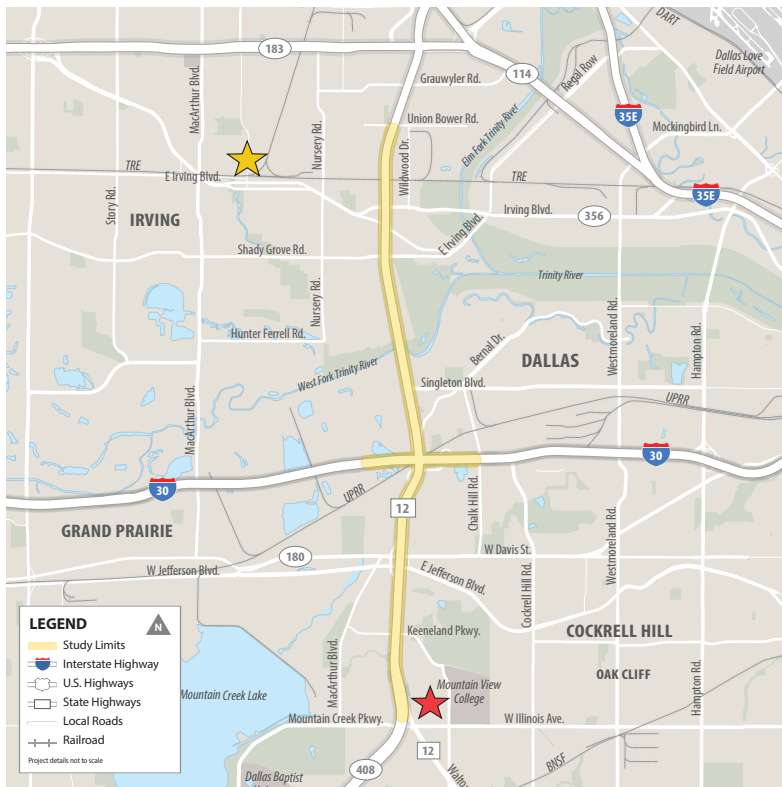 183
DART
Dallas Love
Field Airport
114
Grauwyler Rd.
Regal Row
35E
MacArthur Blvd.
Union Bower Rd.
Mockingbird Ln.
Nursery Rd.
Wildwood Dr.
Elm Fork Trinity River
TRE
E Irving Blvd.
TRE
35E
Story Rd.
IRVING
Irving Blvd.
356
E Irving Blvd.
Shady Grove Rd.
Trinity River
Nursery Rd.
Hunter Ferrell Rd.
Bernal Dr.
Westmoreland Rd.
Hampton Rd.
DALLAS
West Fork Trinity River
Singleton Blvd.
MacArthur Blvd.
UPRR
30
30
UPRR
Chalk Hill Rd.
12
GRAND PRAIRIE
Westmoreland Rd.
180
W Davis St.
W Jefferson Blvd.
E Jefferson Blvd.
Cockrell Hill Rd.
LEGEND
N
Study Limits
Interstate Highway
U.S. Highways
State Highways
Local Roads
Railroad
Project details not to scale
Keeneland Pkwy.
COCKRELL HILL
OAK CLIFF
MacArthur Blvd.
Hampton Rd.
Mountain Creek Lake
Mountain View
College
Mountain Creek Pkwy.
W Illinois Ave.
12
BNSF
408
Dallas Baptist